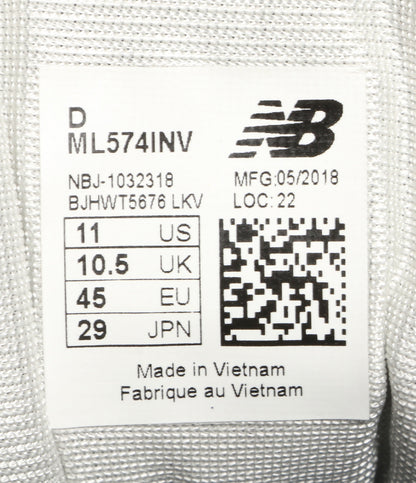 D
ML574INV
NB
NBJ-1032318
MFG:05/2018
BJHWT5676 LKV
LOC: 22
11 US
10.5 UK
45 EU
29 JPN
Made in Vietnam
Fabrique au Vietnam